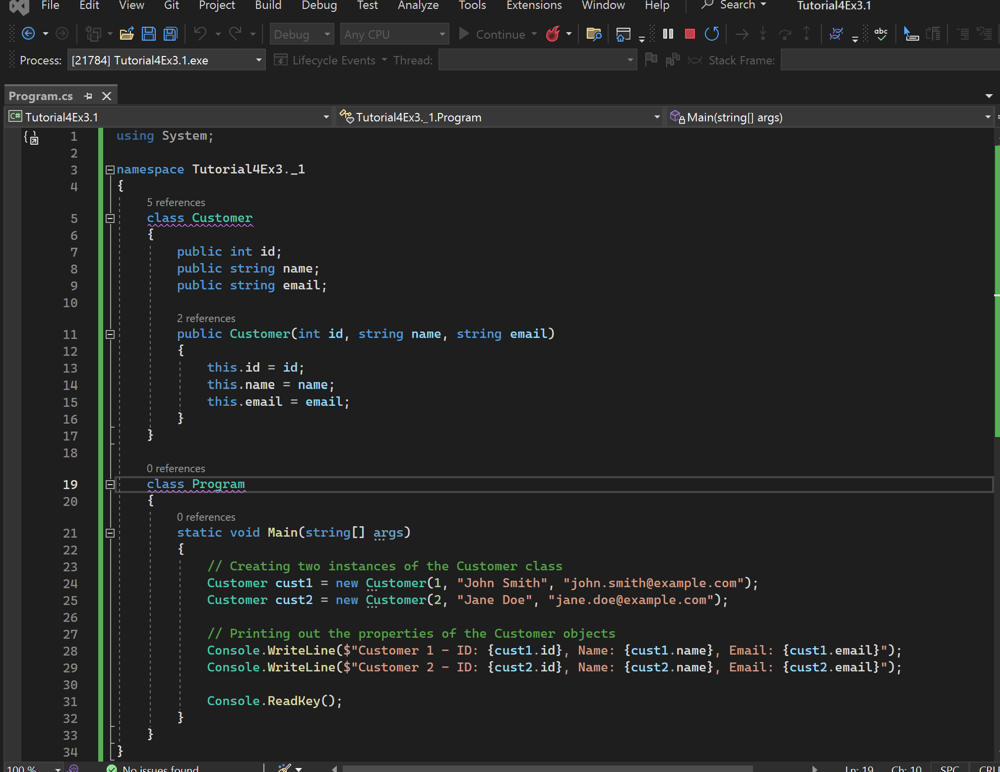 File Edit View Git Project Build Debug Test Analyze Tools Extensions Window Help Search Tutorial4Ex3.1
Debug Any CPU Continue abc
Process: [21784] Tutorial4Ex3.1.exe Lifecycle Events Thread: Stack Frame:
Program.cs
C# Tutorial4Ex3.1 Tutorial4Ex3._1.Program Main(string[] args)
1 using System;
2
3 namespace Tutorial4Ex3._1
4 {
5 references
5 class Customer
6 {
7 public int id;
8 public string name;
9 public string email;
10
2 references
11 public Customer(int id, string name, string email)
12 {
13 this.id = id;
14 this.name = name;
15 this.email = email;
16 }
17 }
18
0 references
19 class Program
20 {
0 references
21 static void Main(string[] args)
22 {
23 // Creating two instances of the Customer class
24 Customer cust1 = new Customer(1, "John Smith", "john.smith@example.com");
25 Customer cust2 = new Customer(2, "Jane Doe", "jane.doe@example.com");
26
27 // Printing out the properties of the Customer objects
28 Console.WriteLine($"Customer 1 - ID: {cust1.id}, Name: {cust1.name}, Email: {cust1.email}");
29 Console.WriteLine($"Customer 2 - ID: {cust2.id}, Name: {cust2.name}, Email: {cust2.email}");
30
31 Console.ReadKey();
32 }
33 }
34 }
100 % No issues found Ln: 19 Ch: 10 SPC